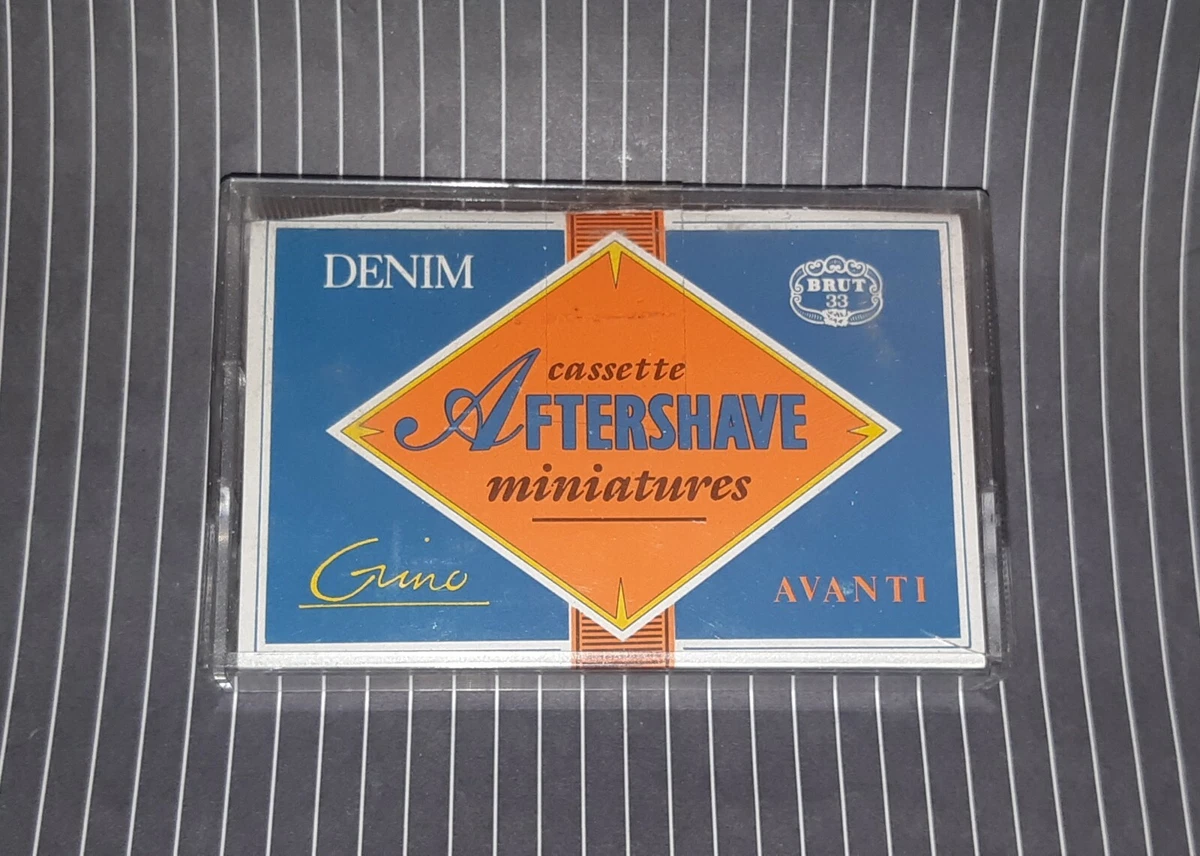 DENIM
BRUT
33
cassette
AFTERSHAVE
miniatures
Gino
AVANTI